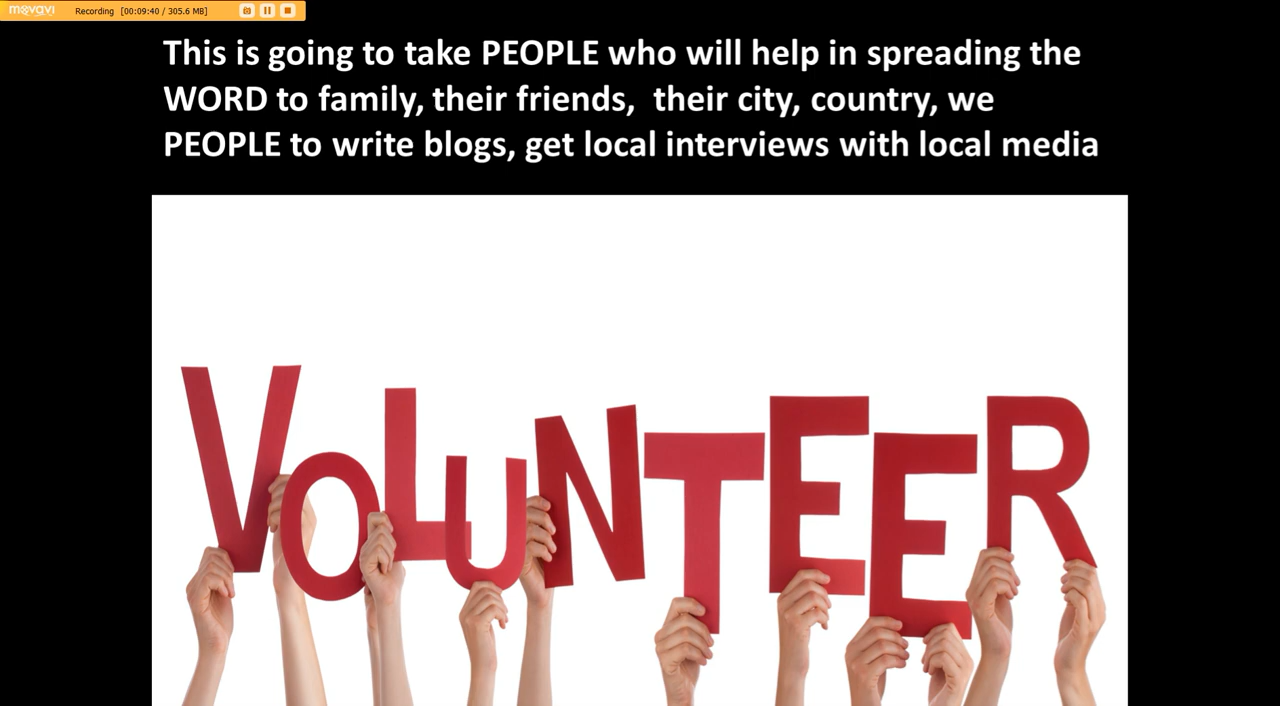 movavi Recording [00:09:40 / 305.6 MB]
This is going to take PEOPLE who will help in spreading the
WORD to family, their friends,  their city, country, we
PEOPLE to write blogs, get local interviews with local media
VOLUNTEER